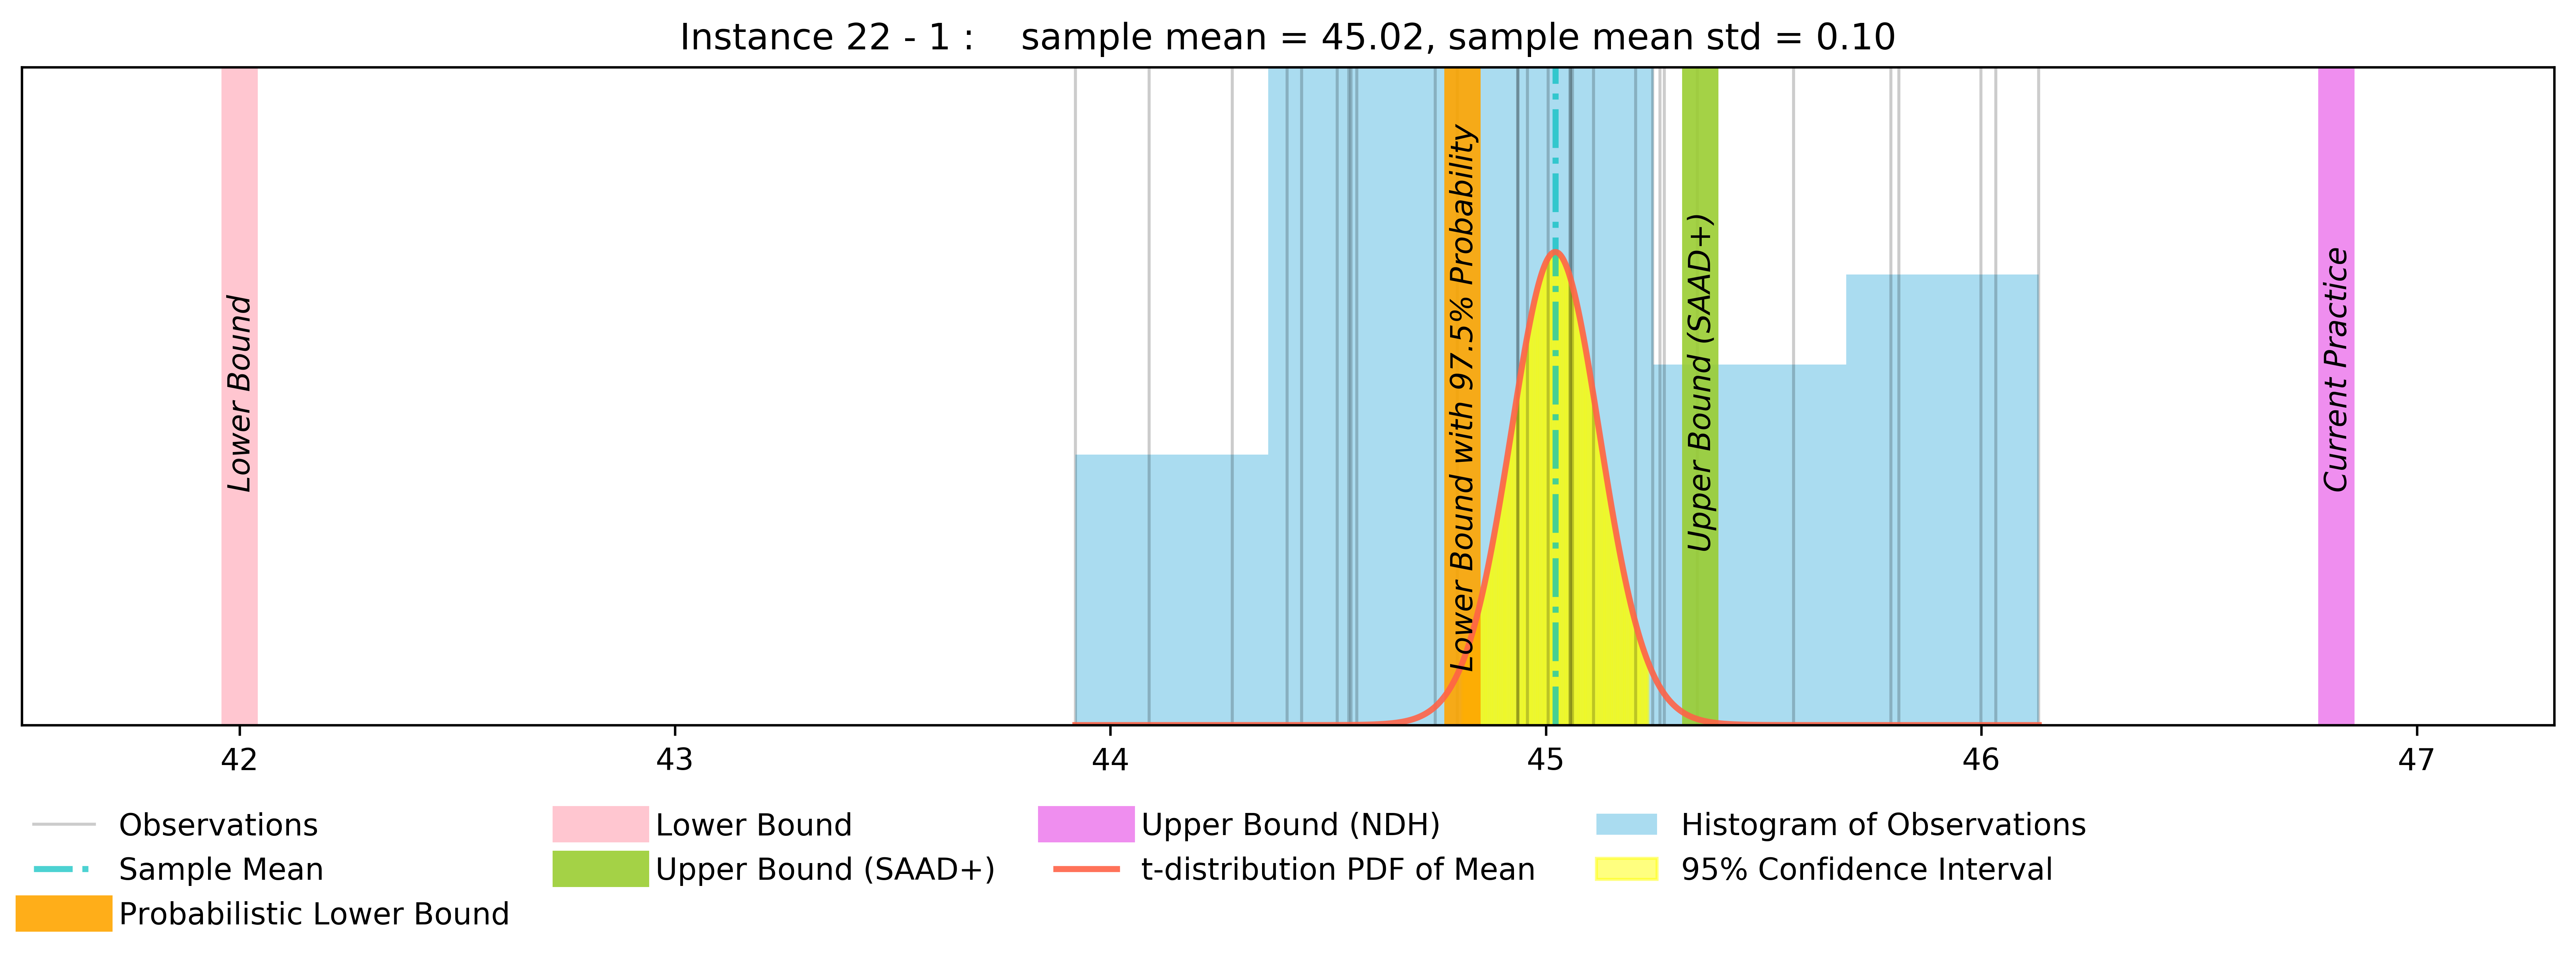 Instance 22 - 1 :    sample mean = 45.02, sample mean std = 0.10
Lower Bound
Lower Bound with 97.5% Probability
Upper Bound (SAAD+)
Current Practice
42 43 44 45 46 47
Observations Lower Bound Upper Bound (NDH) Histogram of Observations
Sample Mean Upper Bound (SAAD+) t-distribution PDF of Mean 95% Confidence Interval
Probabilistic Lower Bound